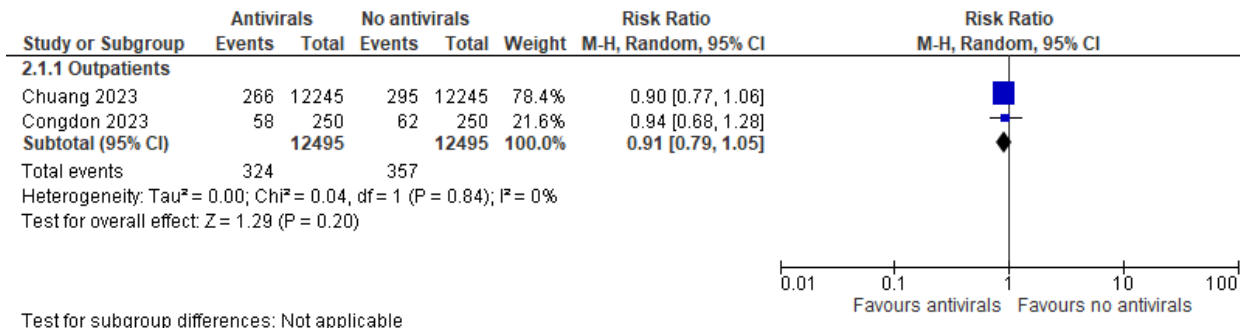 Antivirals No antivirals Risk Ratio Risk Ratio
Study or Subgroup Events Total Events Total Weight M-H, Random, 95% CI M-H, Random, 95% CI
2.1.1 Outpatients
Chuang 2023 266 12245 295 12245 78.4% 0.90 [0.77, 1.06]
Congdon 2023 58 250 62 250 21.6% 0.94 [0.68, 1.28]
Subtotal (95% CI) 12495 12495 100.0% 0.91 [0.79, 1.05]
Total events 324 357
Heterogeneity: Tau² = 0.00; Chi² = 0.04, df = 1 (P = 0.84); I² = 0%
Test for overall effect: Z = 1.29 (P = 0.20)
0.01 0.1 1 10 100
Favours antivirals Favours no antivirals
Test for subgroup differences: Not applicable